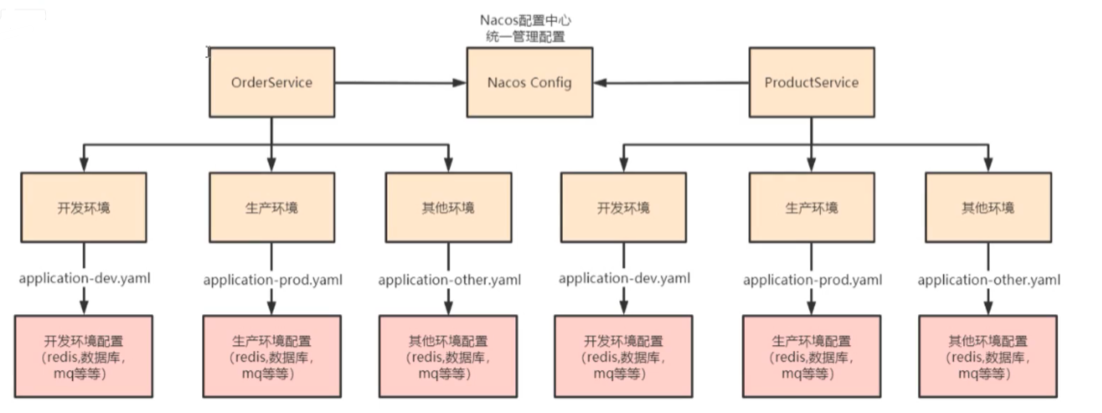 Nacos配置中心
统一管理配置
OrderService
Nacos Config
ProductService
开发环境
生产环境
其他环境
开发环境
生产环境
其他环境
application-dev.yaml
application-prod.yaml
application-other.yaml
application-dev.yaml
application-prod.yaml
application-other.yaml
开发环境配置
（redis,数据库，
mq等等）
生产环境配置
（redis,数据库，
mq等等）
其他环境配置
（redis,数据库，
mq等等）
开发环境配置
（redis,数据库，
mq等等）
生产环境配置
（redis,数据库，
mq等等）
其他环境配置
（redis,数据库，
mq等等）